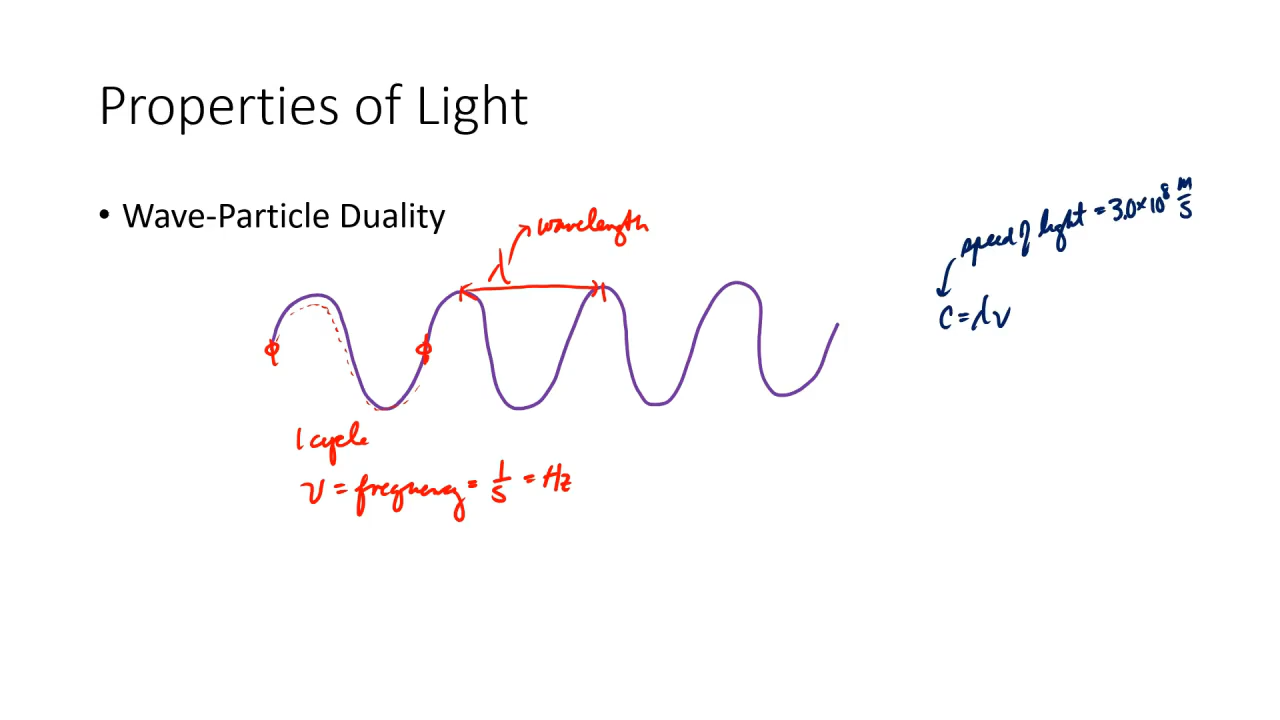 Properties of Light
• Wave-Particle Duality
wavelength
λ
speed of light = 3.0×10⁸ m/s
c=λν
1 cycle
ν = frequency = 1/s = Hz